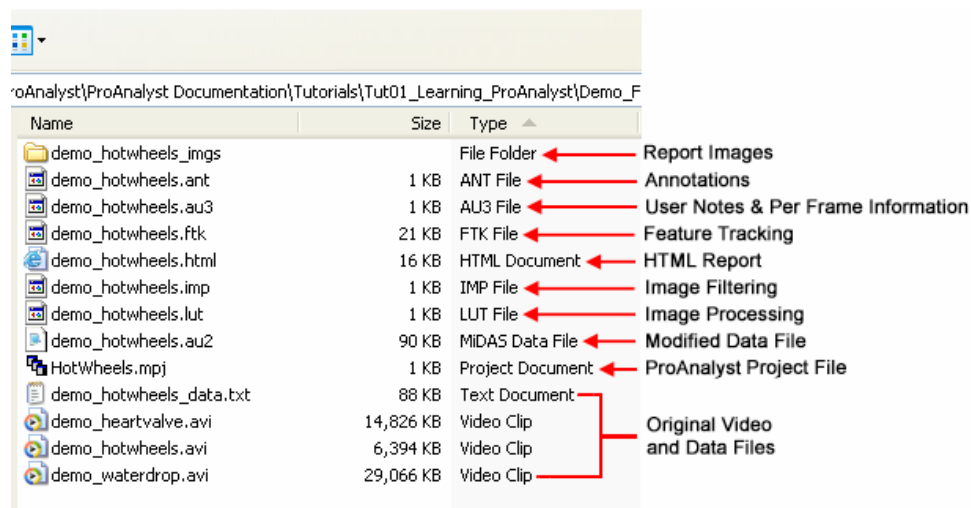 roAnalyst\ProAnalyst Documentation\Tutorials\Tut01_Learning_ProAnalyst\Demo_F
Name Size Type
demo_hotwheels_imgs File Folder Report Images
demo_hotwheels.ant 1 KB ANT File Annotations
demo_hotwheels.au3 1 KB AU3 File User Notes & Per Frame Information
demo_hotwheels.ftk 21 KB FTK File Feature Tracking
demo_hotwheels.html 16 KB HTML Document HTML Report
demo_hotwheels.imp 1 KB IMP File Image Filtering
demo_hotwheels.lut 1 KB LUT File Image Processing
demo_hotwheels.au2 90 KB MiDAS Data File Modified Data File
HotWheels.mpj 1 KB Project Document ProAnalyst Project File
demo_hotwheels_data.txt 88 KB Text Document
demo_heartvalve.avi 14,826 KB Video Clip Original Video
demo_hotwheels.avi 6,394 KB Video Clip and Data Files
demo_waterdrop.avi 29,066 KB Video Clip